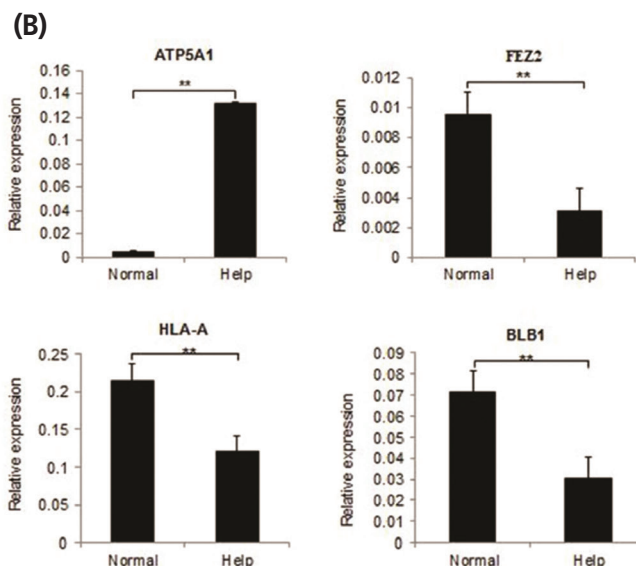 (B)
ATP5A1
Relative expression
0.16
0.14
0.12
0.1
0.08
0.06
0.04
0.02
0
**
Normal Help
FEZ2
Relative expression
0.012
0.01
0.008
0.006
0.004
0.002
0
**
Normal Help
HLA-A
Relative expression
0.25
0.2
0.15
0.1
0.05
0
**
Normal Help
BLB1
Relative expression
0.09
0.08
0.07
0.06
0.05
0.04
0.03
0.02
0.01
0
**
Normal Help